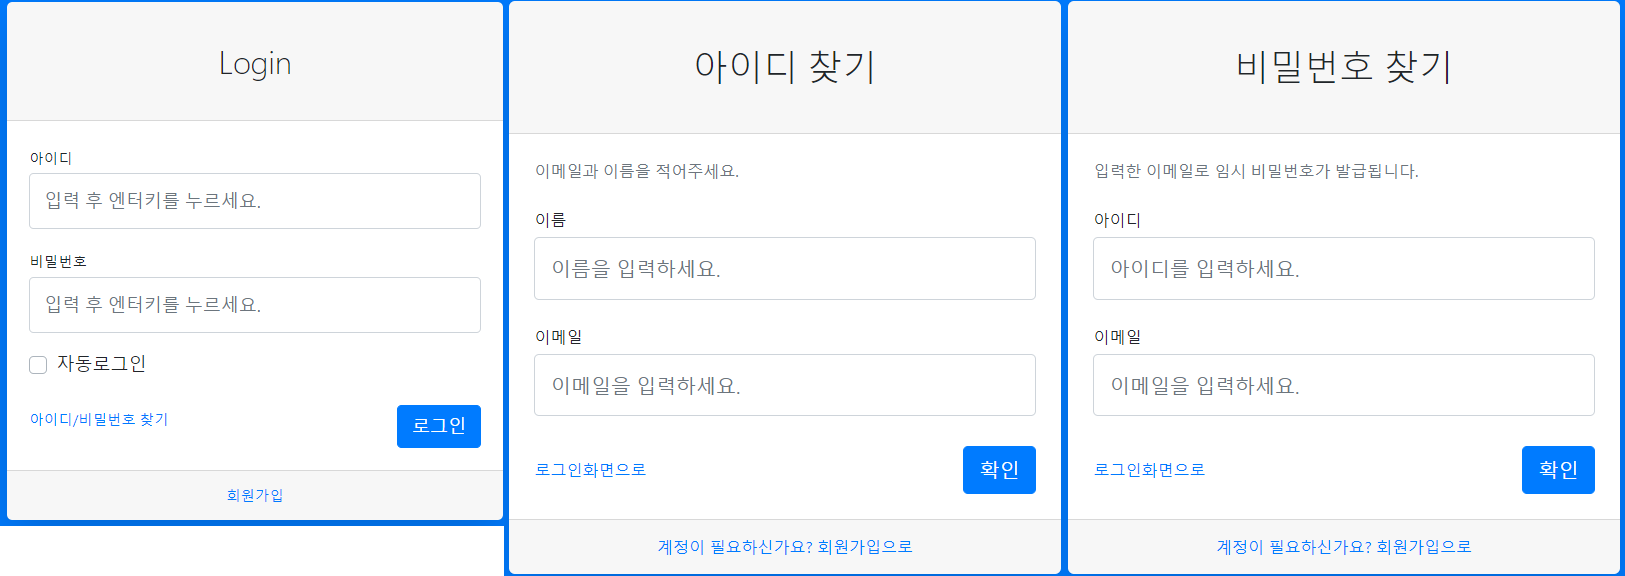 Login
아이디
입력 후 엔터키를 누르세요.
비밀번호
입력 후 엔터키를 누르세요.
자동로그인
아이디/비밀번호 찾기
로그인
회원가입
아이디 찾기
이메일과 이름을 적어주세요.
이름
이름을 입력하세요.
이메일
이메일을 입력하세요.
로그인화면으로
확인
계정이 필요하신가요? 회원가입으로
비밀번호 찾기
입력한 이메일로 임시 비밀번호가 발급됩니다.
아이디
아이디를 입력하세요.
이메일
이메일을 입력하세요.
로그인화면으로
확인
계정이 필요하신가요? 회원가입으로